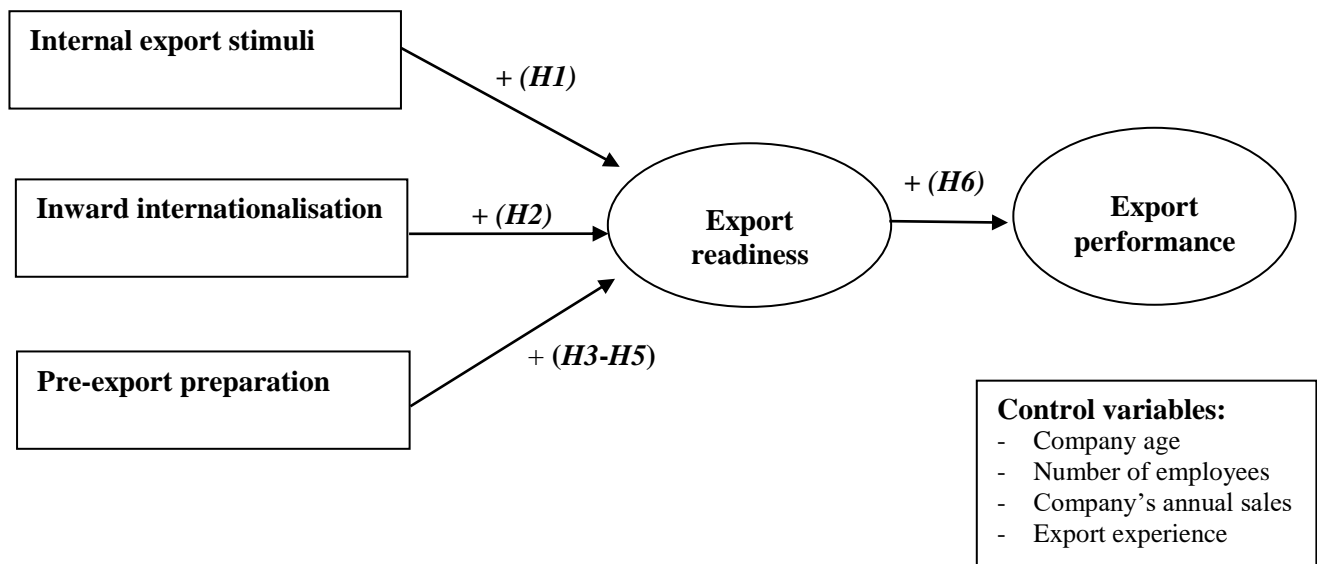 Internal export stimuli
+ (H1)
Inward internationalisation
+ (H2)
Export
readiness
+ (H6)
Export
performance
Pre-export preparation
+ (H3-H5)
Control variables:
- Company age
- Number of employees
- Company’s annual sales
- Export experience